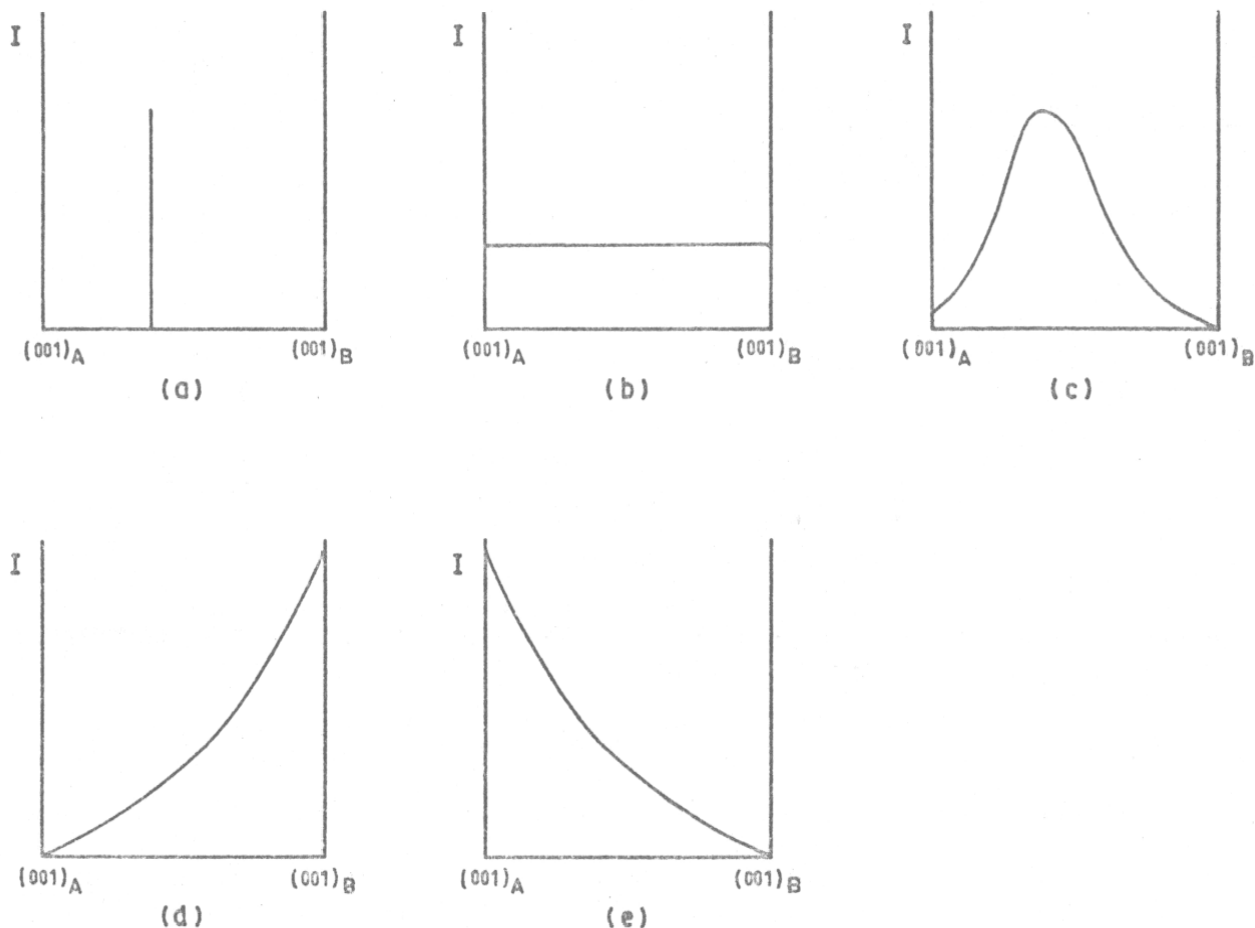 I I I
(001)A (001)B (001)A (001)B (001)A (001)B
(a) (b) (c)
I I
(001)A (001)B (001)A (001)B
(d) (e)